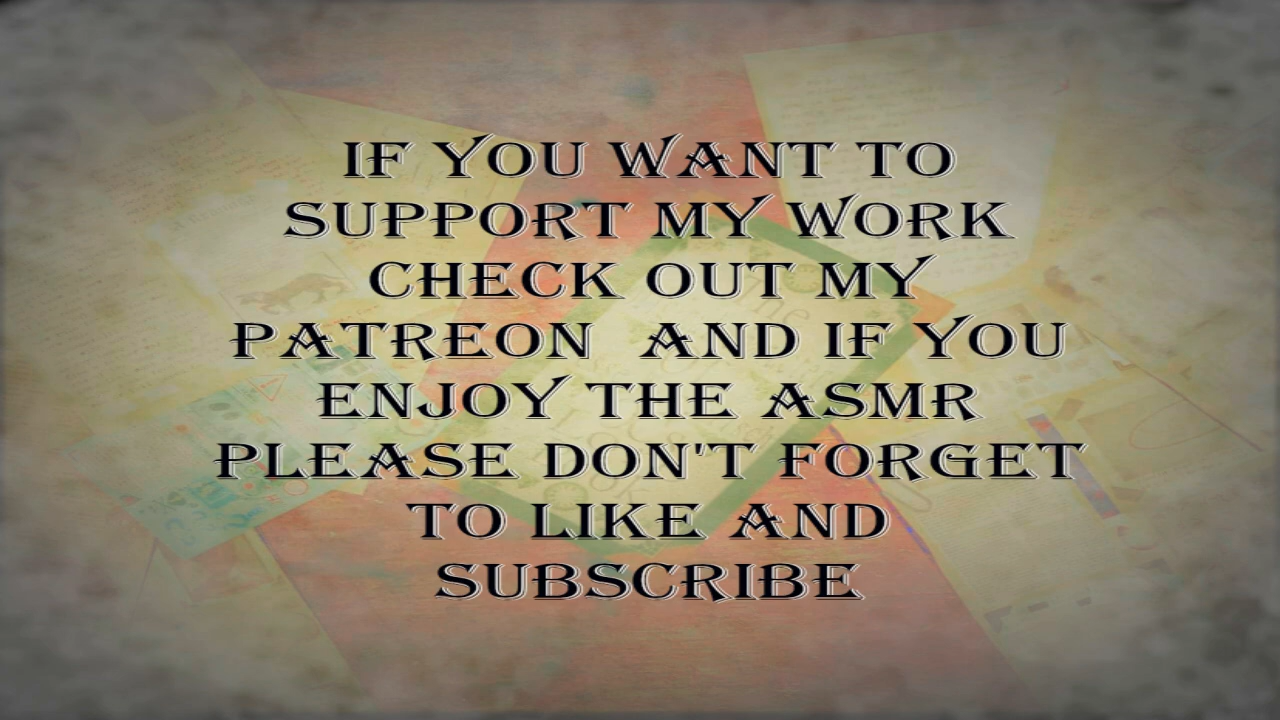 IF YOU WANT TO
SUPPORT MY WORK
CHECK OUT MY
PATREON AND IF YOU
ENJOY THE ASMR
PLEASE DON'T FORGET
TO LIKE AND
SUBSCRIBE